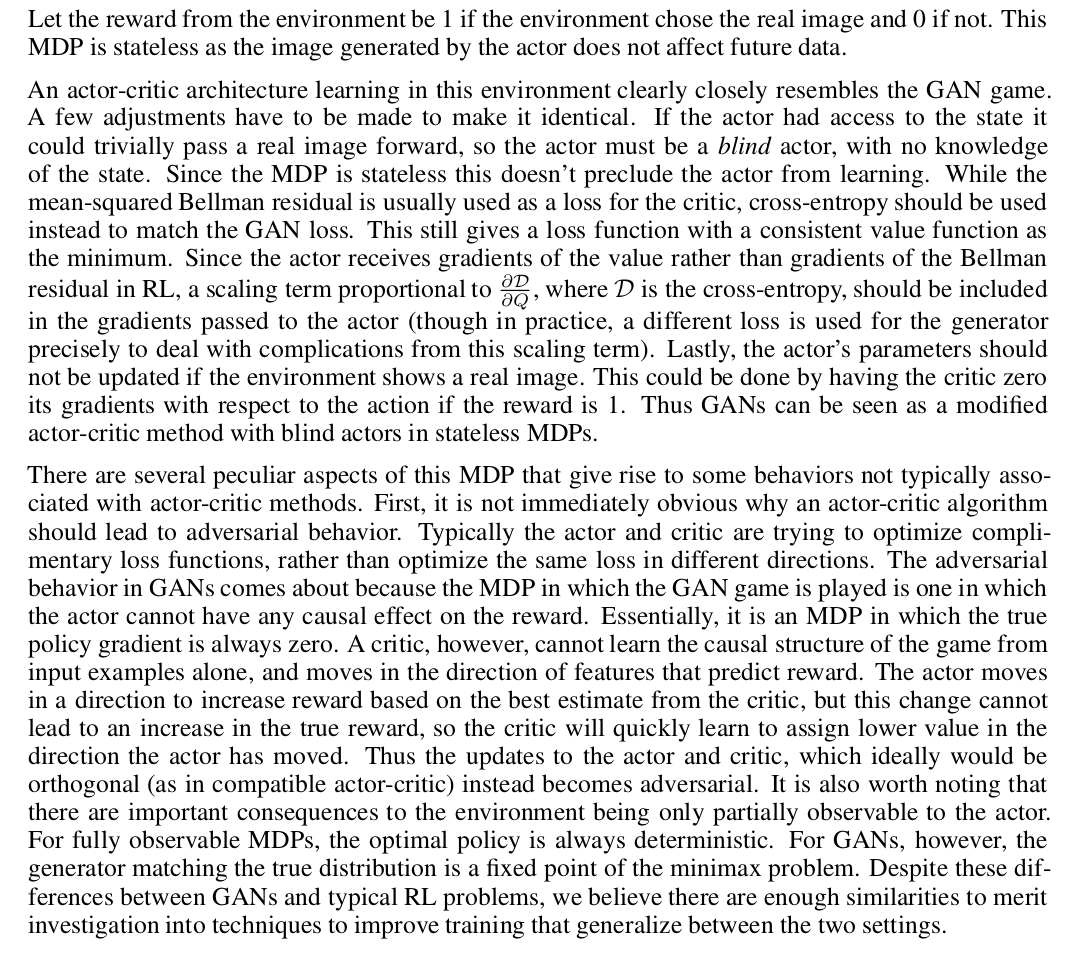 Let the reward from the environment be 1 if the environment chose the real image and 0 if not. This
MDP is stateless as the image generated by the actor does not affect future data.
An actor-critic architecture learning in this environment clearly closely resembles the GAN game.
A few adjustments have to be made to make it identical. If the actor had access to the state it
could trivially pass a real image forward, so the actor must be a blind actor, with no knowledge
of the state. Since the MDP is stateless this doesn't preclude the actor from learning. While the
mean-squared Bellman residual is usually used as a loss for the critic, cross-entropy should be used
instead to match the GAN loss. This still gives a loss function with a consistent value function as
the minimum. Since the actor receives gradients of the value rather than gradients of the Bellman
residual in RL, a scaling term proportional to $\frac{\partial \mathcal{D}}{\partial Q}$, where $\mathcal{D}$ is the cross-entropy, should be included
in the gradients passed to the actor (though in practice, a different loss is used for the generator
precisely to deal with complications from this scaling term). Lastly, the actor's parameters should
not be updated if the environment shows a real image. This could be done by having the critic zero
its gradients with respect to the action if the reward is 1. Thus GANs can be seen as a modified
actor-critic method with blind actors in stateless MDPs.
There are several peculiar aspects of this MDP that give rise to some behaviors not typically asso-
ciated with actor-critic methods. First, it is not immediately obvious why an actor-critic algorithm
should lead to adversarial behavior. Typically the actor and critic are trying to optimize compli-
mentary loss functions, rather than optimize the same loss in different directions. The adversarial
behavior in GANs comes about because the MDP in which the GAN game is played is one in which
the actor cannot have any causal effect on the reward. Essentially, it is an MDP in which the true
policy gradient is always zero. A critic, however, cannot learn the causal structure of the game from
input examples alone, and moves in the direction of features that predict reward. The actor moves
in a direction to increase reward based on the best estimate from the critic, but this change cannot
lead to an increase in the true reward, so the critic will quickly learn to assign lower value in the
direction the actor has moved. Thus the updates to the actor and critic, which ideally would be
orthogonal (as in compatible actor-critic) instead becomes adversarial. It is also worth noting that
there are important consequences to the environment being only partially observable to the actor.
For fully observable MDPs, the optimal policy is always deterministic. For GANs, however, the
generator matching the true distribution is a fixed point of the minimax problem. Despite these dif-
ferences between GANs and typical RL problems, we believe there are enough similarities to merit
investigation into techniques to improve training that generalize between the two settings.